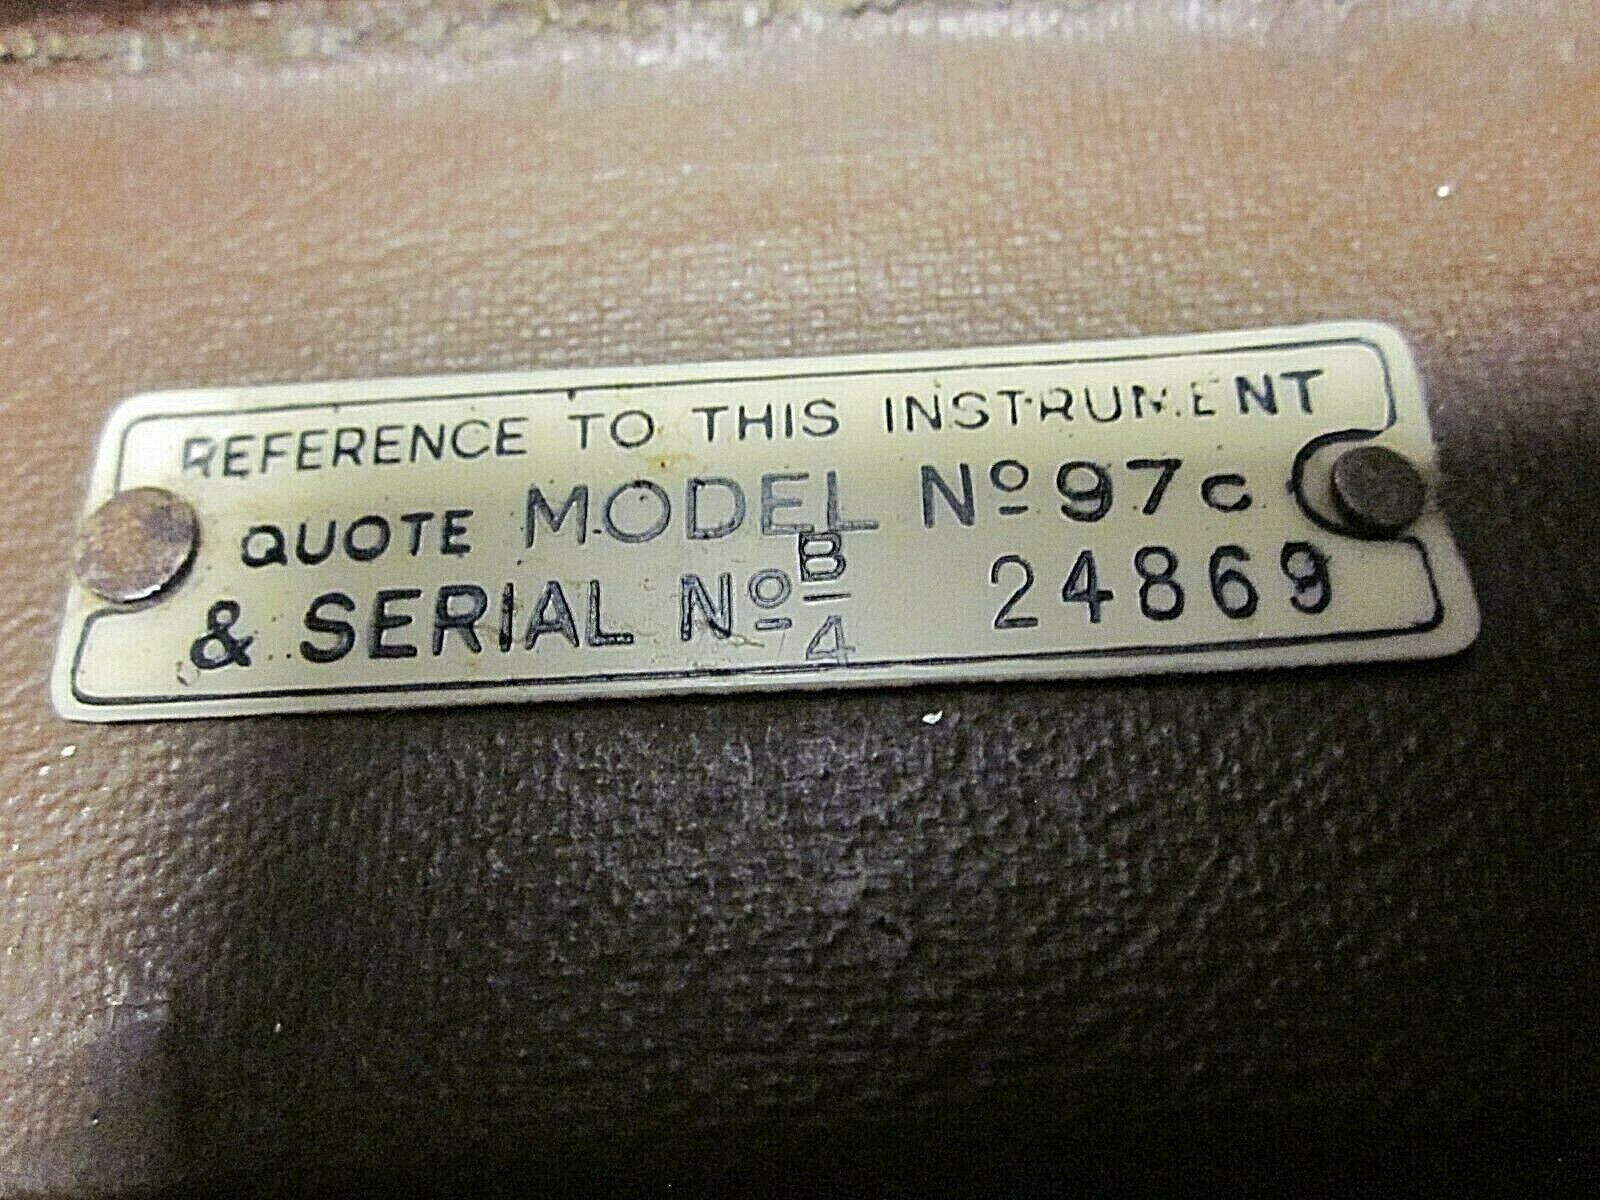 REFERENCE TO THIS INSTRUMENT
QUOTE MODEL Nº 97c
& SERIAL Nº B/4 24869